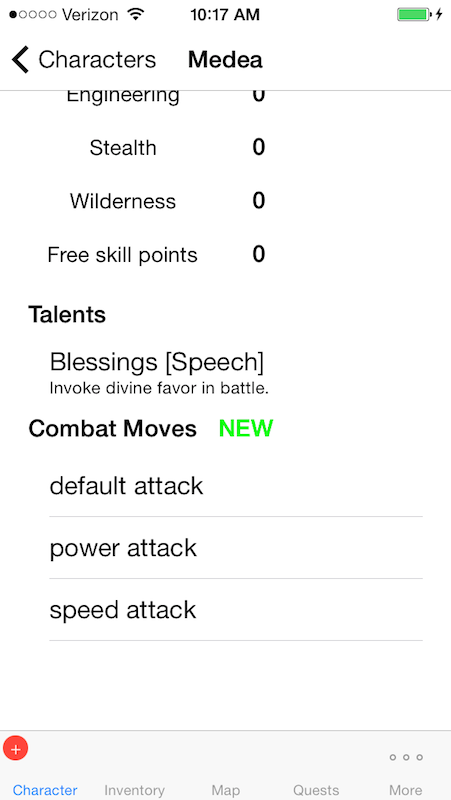 Verizon 10:17 AM
Characters Medea
Engineering 0
Stealth 0
Wilderness 0
Free skill points 0
Talents
Blessings [Speech]
Invoke divine favor in battle.
Combat Moves NEW
default attack
power attack
speed attack
+
Character Inventory Map Quests More